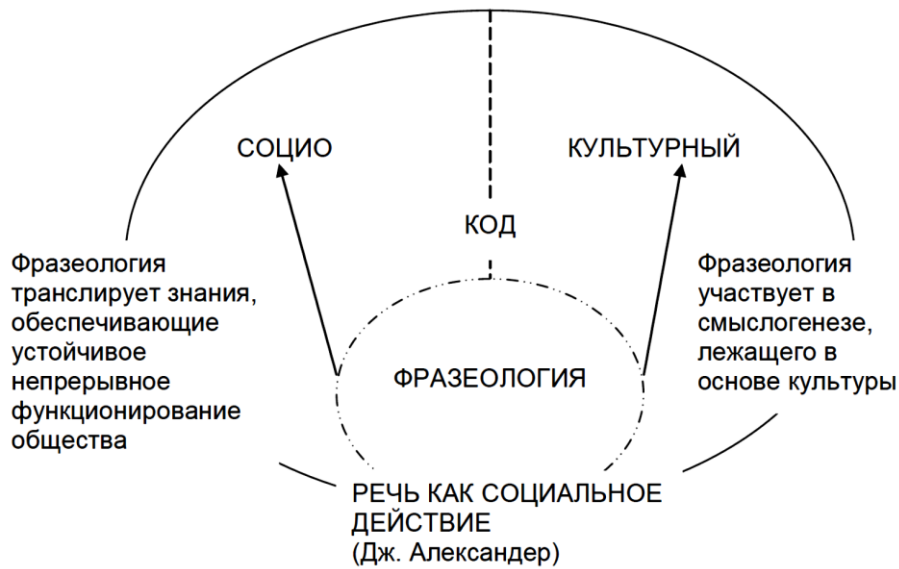 СОЦИО
КУЛЬТУРНЫЙ
КОД
Фразеология
транслирует знания,
обеспечивающие
устойчивое
непрерывное
функционирование
общества
Фразеология
участвует в
смыслогенезе,
лежащего в
основе культуры
ФРАЗЕОЛОГИЯ
РЕЧЬ КАК СОЦИАЛЬНОЕ
ДЕЙСТВИЕ
(Дж. Александер)